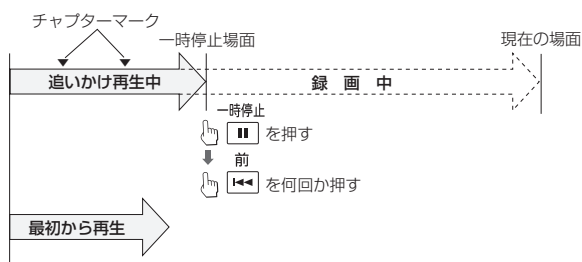 チャプターマーク
一時停止場面
現在の場面
追いかけ再生中
録 画 中
一時停止
を押す
前
を何回か押す
最初から再生